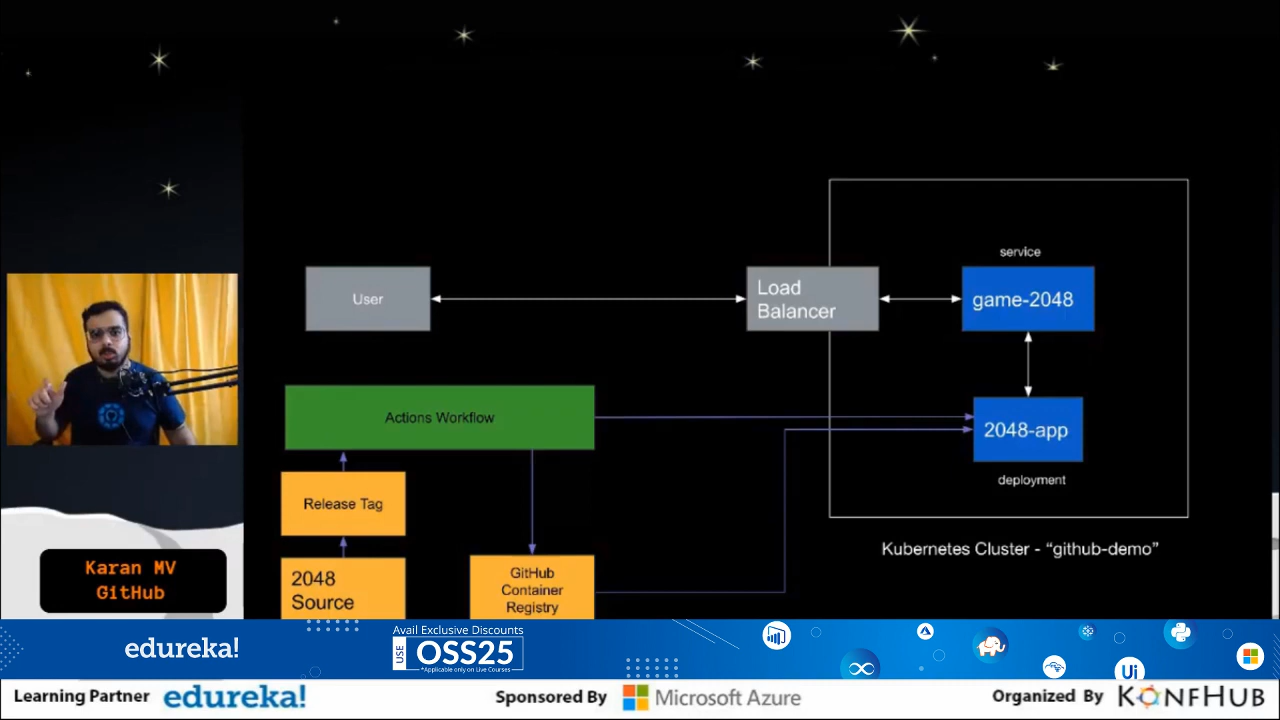 service
User
Load
Balancer
game-2048
Actions Workflow
2048-app
deployment
Release Tag
Kubernetes Cluster - “github-demo”
2048
Source
GitHub
Container
Registry
Karan MV
GitHub
edureka!
Avail Exclusive Discounts
USE
OSS25
*Applicable only on Live Courses
Ui
Learning Partner edureka!
Sponsored By Microsoft Azure
Organized By KONFHUB